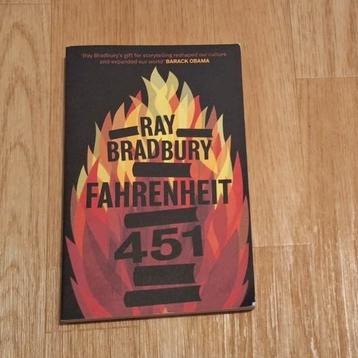 'Ray Bradbury's gift for storytelling reshaped our culture
and expanded our world' BARACK OBAMA
RAY
BRADBURY
FAHRENHEIT
451